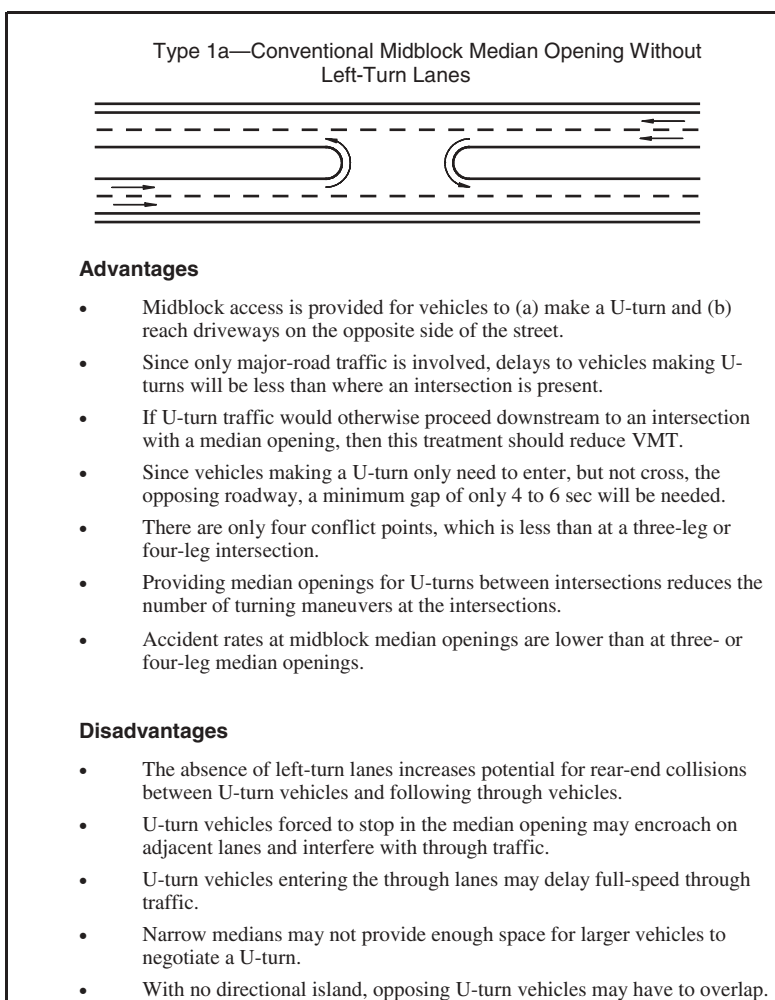 Type 1a—Conventional Midblock Median Opening Without
Left-Turn Lanes
Advantages
• Midblock access is provided for vehicles to (a) make a U-turn and (b)
reach driveways on the opposite side of the street.
• Since only major-road traffic is involved, delays to vehicles making U-
turns will be less than where an intersection is present.
• If U-turn traffic would otherwise proceed downstream to an intersection
with a median opening, then this treatment should reduce VMT.
• Since vehicles making a U-turn only need to enter, but not cross, the
opposing roadway, a minimum gap of only 4 to 6 sec will be needed.
• There are only four conflict points, which is less than at a three-leg or
four-leg intersection.
• Providing median openings for U-turns between intersections reduces the
number of turning maneuvers at the intersections.
• Accident rates at midblock median openings are lower than at three- or
four-leg median openings.
Disadvantages
• The absence of left-turn lanes increases potential for rear-end collisions
between U-turn vehicles and following through vehicles.
• U-turn vehicles forced to stop in the median opening may encroach on
adjacent lanes and interfere with through traffic.
• U-turn vehicles entering the through lanes may delay full-speed through
traffic.
• Narrow medians may not provide enough space for larger vehicles to
negotiate a U-turn.
• With no directional island, opposing U-turn vehicles may have to overlap.